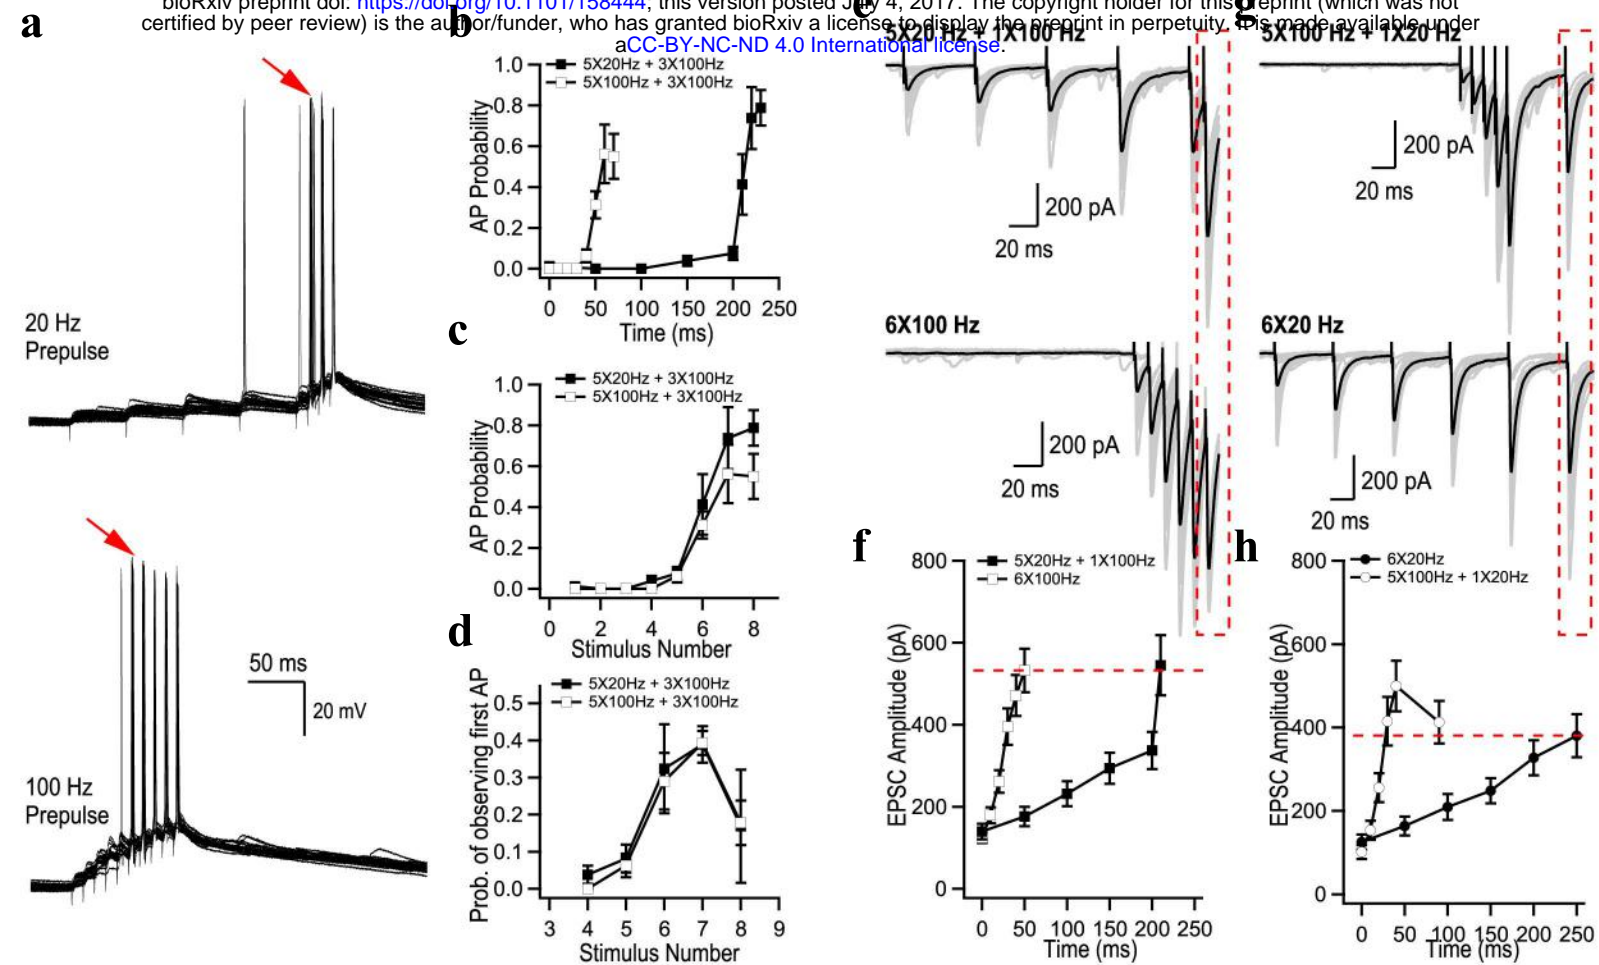 bioRxiv preprint doi: https://doi.org/10.1101/158444; this version posted July 4, 2017. The copyright holder for this preprint (which was not
certified by peer review) is the author/funder, who has granted bioRxiv a license to display the preprint in perpetuity. It is made available under
aCC-BY-NC-ND 4.0 International license.
a
20 Hz
Prepulse
50 ms
20 mV
100 Hz
Prepulse
b
5X20Hz + 3X100Hz
5X100Hz + 3X100Hz
AP Probability
1.0
0.8
0.6
0.4
0.2
0.0
0 50 100 150 200 250
Time (ms)
c
5X20Hz + 3X100Hz
5X100Hz + 3X100Hz
AP Probability
1.0
0.8
0.6
0.4
0.2
0.0
0 2 4 6 8
Stimulus Number
d
5X20Hz + 3X100Hz
5X100Hz + 3X100Hz
Prob. of observing first AP
0.5
0.4
0.3
0.2
0.1
0.0
3 4 5 6 7 8 9
Stimulus Number
e
5X20 Hz + 1X100 Hz
200 pA
20 ms
6X100 Hz
200 pA
20 ms
f
5X20Hz + 1X100Hz
6X100Hz
EPSC Amplitude (pA)
800
600
400
200
0
0 50 100 150 200 250
Time (ms)
g
5X100 Hz + 1X20 Hz
200 pA
20 ms
6X20 Hz
200 pA
20 ms
h
6X20Hz
5X100Hz + 1X20Hz
EPSC Amplitude (pA)
800
600
400
200
0
0 50 100 150 200 250
Time (ms)